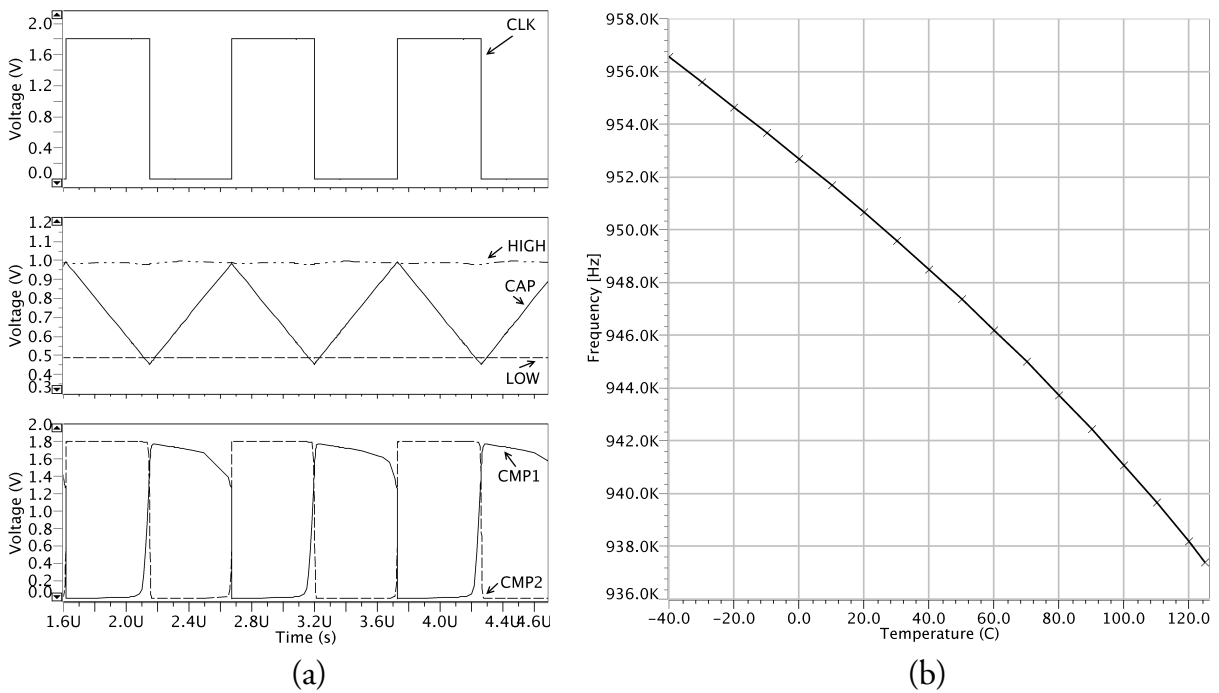 2.0
1.6
1.2
0.8
0.4
0.0
Voltage (V)
CLK
1.2
1.1
1.0
0.9
0.8
0.7
0.6
0.5
0.4
0.3
Voltage (V)
HIGH
CAP
LOW
2.0
1.8
1.6
1.4
1.2
1.0
0.8
0.6
0.4
0.2
0.0
Voltage (V)
CMP1
CMP2
1.6U 2.0U 2.4U 2.8U 3.2U 3.6U 4.0U 4.4U 4.6U
Time (s)
(a)
958.0K
956.0K
954.0K
952.0K
950.0K
948.0K
946.0K
944.0K
942.0K
940.0K
938.0K
936.0K
Frequency [Hz]
-40.0 -20.0 0.0 20.0 40.0 60.0 80.0 100.0 120.0
Temperature (C)
(b)